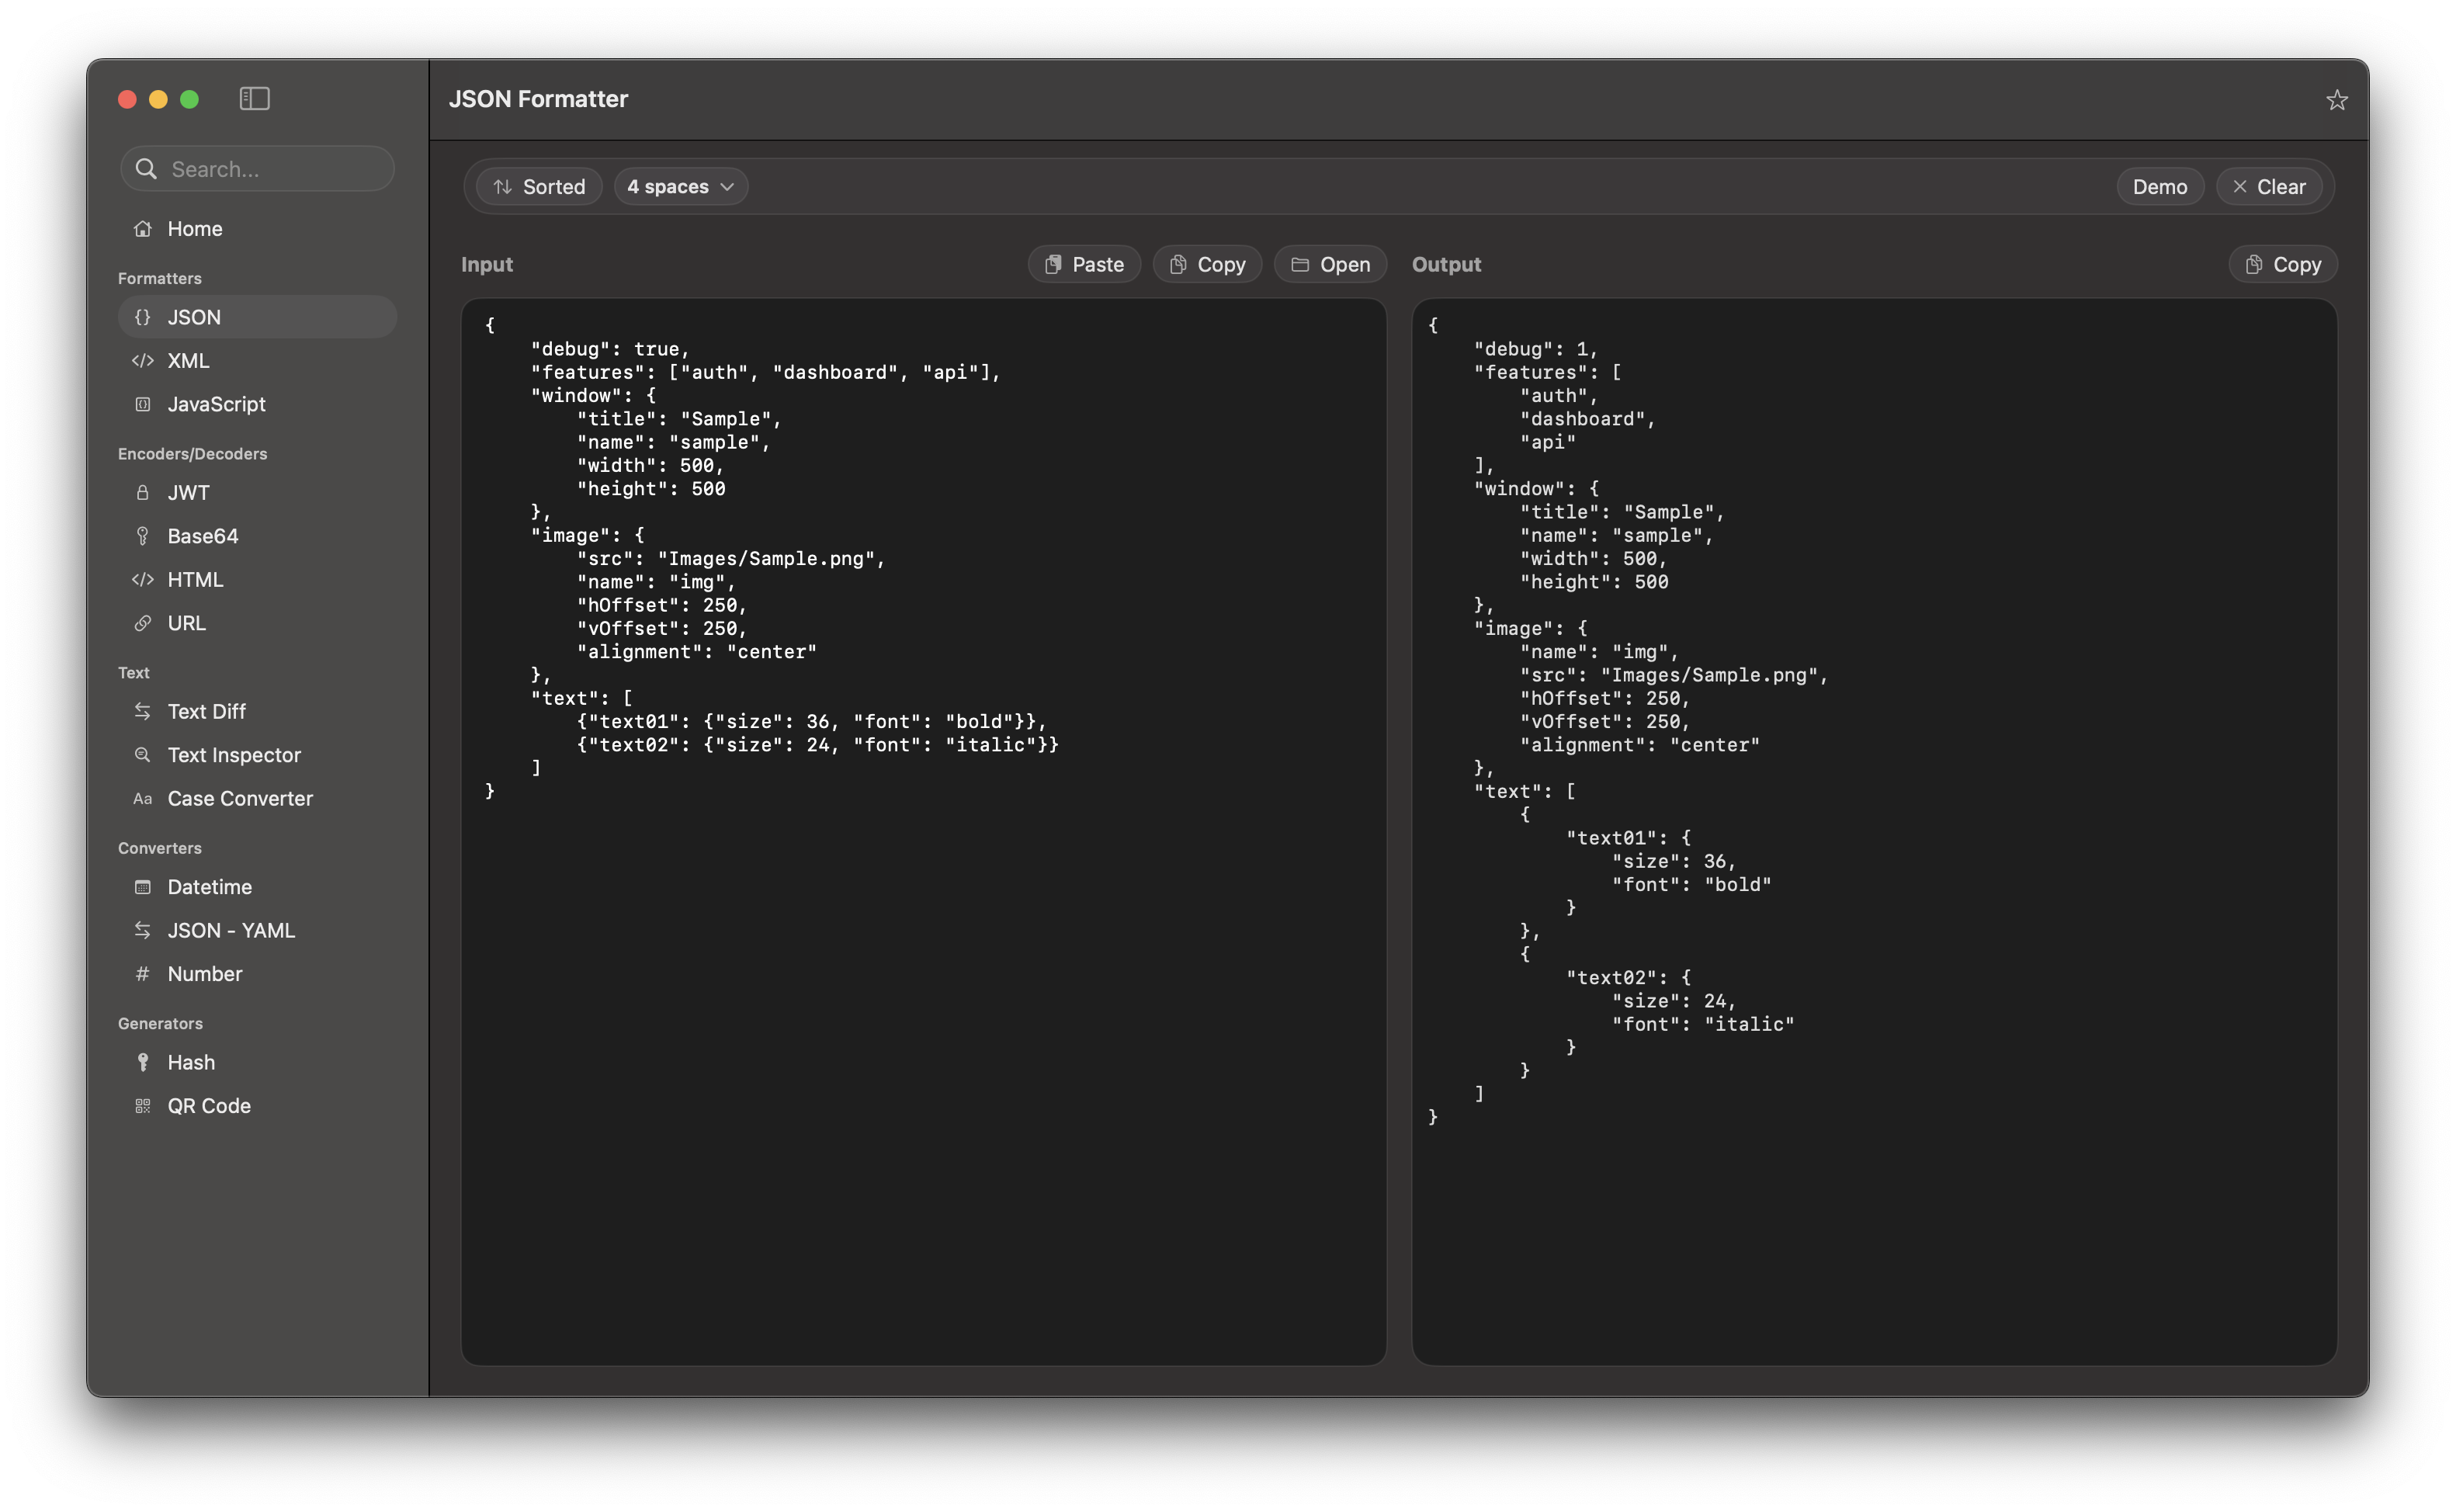 JSON Formatter
Search...
Home
Formatters
{} JSON
</> XML
JavaScript
Encoders/Decoders
JWT
Base64
</> HTML
URL
Text
Text Diff
Text Inspector
Aa Case Converter
Converters
Datetime
JSON - YAML
# Number
Generators
Hash
QR Code
Sorted
4 spaces
Demo
Clear
Input
Paste
Copy
Open
{
    "debug": true,
    "features": ["auth", "dashboard", "api"],
    "window": {
        "title": "Sample",
        "name": "sample",
        "width": 500,
        "height": 500
    },
    "image": {
        "src": "Images/Sample.png",
        "name": "img",
        "hOffset": 250,
        "vOffset": 250,
        "alignment": "center"
    },
    "text": [
        {"text01": {"size": 36, "font": "bold"}},
        {"text02": {"size": 24, "font": "italic"}}
    ]
}
Output
Copy
{
    "debug": 1,
    "features": [
        "auth",
        "dashboard",
        "api"
    ],
    "window": {
        "title": "Sample",
        "name": "sample",
        "width": 500,
        "height": 500
    },
    "image": {
        "name": "img",
        "src": "Images/Sample.png",
        "hOffset": 250,
        "vOffset": 250,
        "alignment": "center"
    },
    "text": [
        {
            "text01": {
                "size": 36,
                "font": "bold"
            }
        },
        {
            "text02": {
                "size": 24,
                "font": "italic"
            }
        }
    ]
}